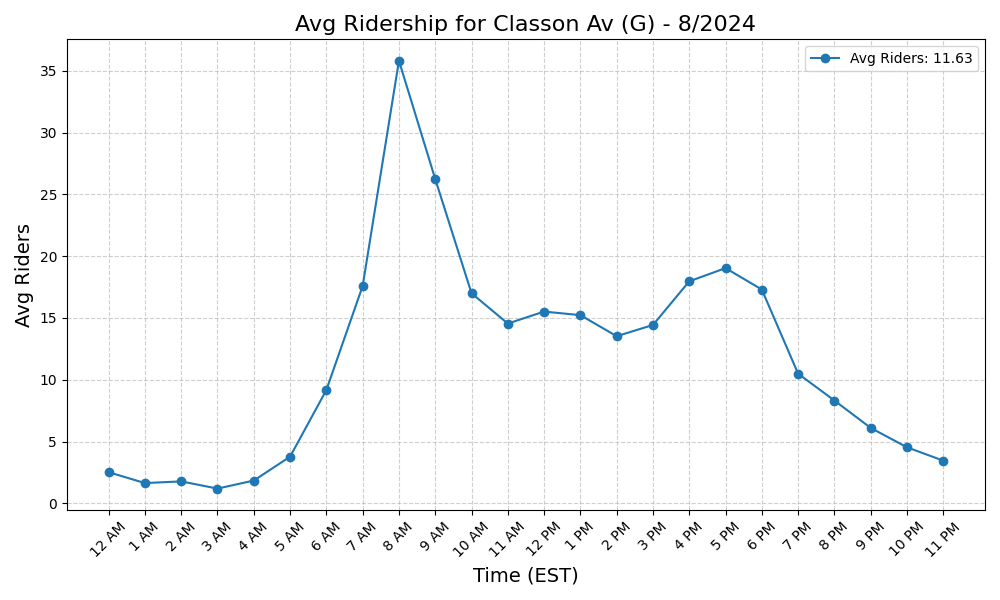 Avg Ridership for Classon Av (G) - 8/2024
Avg Riders: 11.63
Avg Riders
35
30
25
20
15
10
5
0
12 AM
1 AM
2 AM
3 AM
4 AM
5 AM
6 AM
7 AM
8 AM
9 AM
10 AM
11 AM
12 PM
1 PM
2 PM
3 PM
4 PM
5 PM
6 PM
7 PM
8 PM
9 PM
10 PM
11 PM
Time (EST)